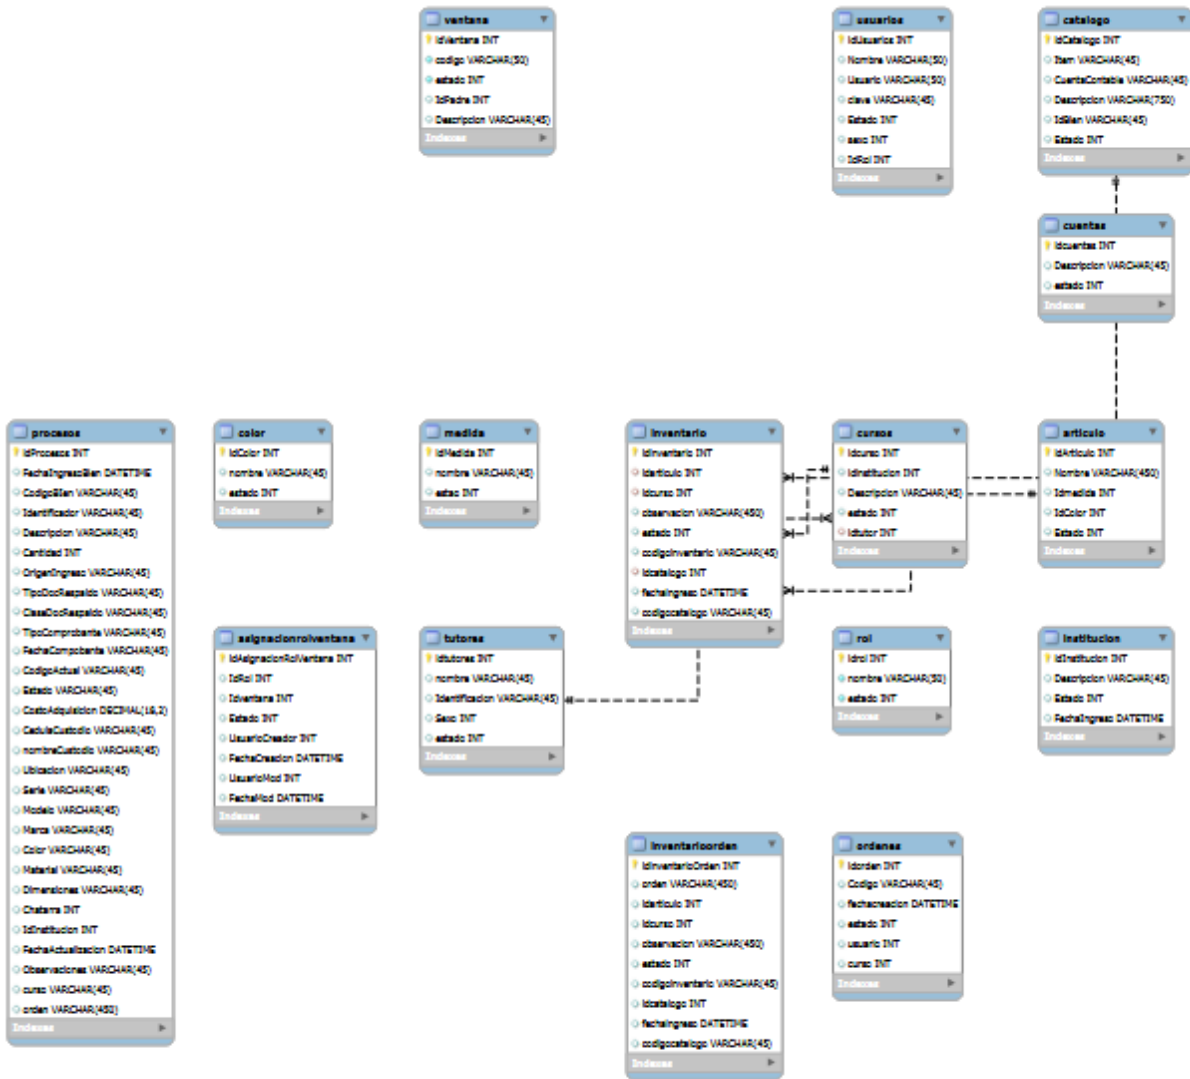 ventana
IdVentana INT
codigo VARCHAR(50)
estado INT
IdPadre INT
Descripcion VARCHAR(45)
Indexes
usuarios
IdUsuarios INT
Nombre VARCHAR(50)
Usuario VARCHAR(50)
clave VARCHAR(45)
Estado INT
sexo INT
IdRol INT
Indexes
catalogo
IdCatalogo INT
Item VARCHAR(45)
CuentaContable VARCHAR(45)
Descripcion VARCHAR(750)
IdBien VARCHAR(45)
Estado INT
Indexes
cuentas
Idcuentas INT
Descripcion VARCHAR(45)
estado INT
Indexes
procesos
IdProcesos INT
FechaIngresoBien DATETIME
CodigoBien VARCHAR(45)
Identificador VARCHAR(45)
Descripcion VARCHAR(45)
Cantidad INT
OrigenIngreso VARCHAR(45)
TipoDocRespaldo VARCHAR(45)
ClaseDocRespaldo VARCHAR(45)
TipoComprobante VARCHAR(45)
FechaCompobante VARCHAR(45)
CodigoActual VARCHAR(45)
Estado VARCHAR(45)
CostoAdquisicion DECIMAL(16,2)
CedulaCustodio VARCHAR(45)
nombreCustodio VARCHAR(45)
Ubicacion VARCHAR(45)
Serie VARCHAR(45)
Modelo VARCHAR(45)
Marca VARCHAR(45)
Color VARCHAR(45)
Material VARCHAR(45)
Dimensiones VARCHAR(45)
Chatarra INT
IdInstitucion INT
FechaActualizacion DATETIME
Observaciones VARCHAR(45)
curso VARCHAR(45)
orden VARCHAR(450)
Indexes
color
IdColor INT
nombre VARCHAR(45)
estado INT
Indexes
medida
IdMedida INT
nombre VARCHAR(45)
estao INT
Indexes
inventario
Idinventario INT
Idarticulo INT
Idcurso INT
observacion VARCHAR(450)
estado INT
codigoinventario VARCHAR(45)
Idcatalogo INT
fechaingreso DATETIME
codigocatalogo VARCHAR(45)
Indexes
cursos
Idcurso INT
Idinstitucion INT
Descripcion VARCHAR(45)
estado INT
Idtutor INT
Indexes
articulo
IdArticulo INT
Nombre VARCHAR(450)
Idmedida INT
IdColor INT
Estado INT
Indexes
asignacionrolventana
IdAsignacionRolVentana INT
IdRol INT
Idventana INT
Estado INT
UsuarioCreador INT
FechaCreacion DATETIME
UsuarioMod INT
FechaMod DATETIME
Indexes
tutores
Idtutores INT
nombre VARCHAR(45)
Identificacion VARCHAR(45)
Sexo INT
estado INT
Indexes
rol
Idrol INT
nombre VARCHAR(50)
estado INT
Indexes
institucion
IdInstitucion INT
Descripcion VARCHAR(45)
Estado INT
FechaIngreso DATETIME
Indexes
inventarioorden
IdinventarioOrden INT
orden VARCHAR(450)
Idarticulo INT
Idcurso INT
observacion VARCHAR(450)
estado INT
codigoinventario VARCHAR(45)
Idcatalogo INT
fechaingreso DATETIME
codigocatalogo VARCHAR(45)
Indexes
ordenes
Idorden INT
Codigo VARCHAR(45)
fechacreacion DATETIME
estado INT
usuario INT
curso INT
Indexes